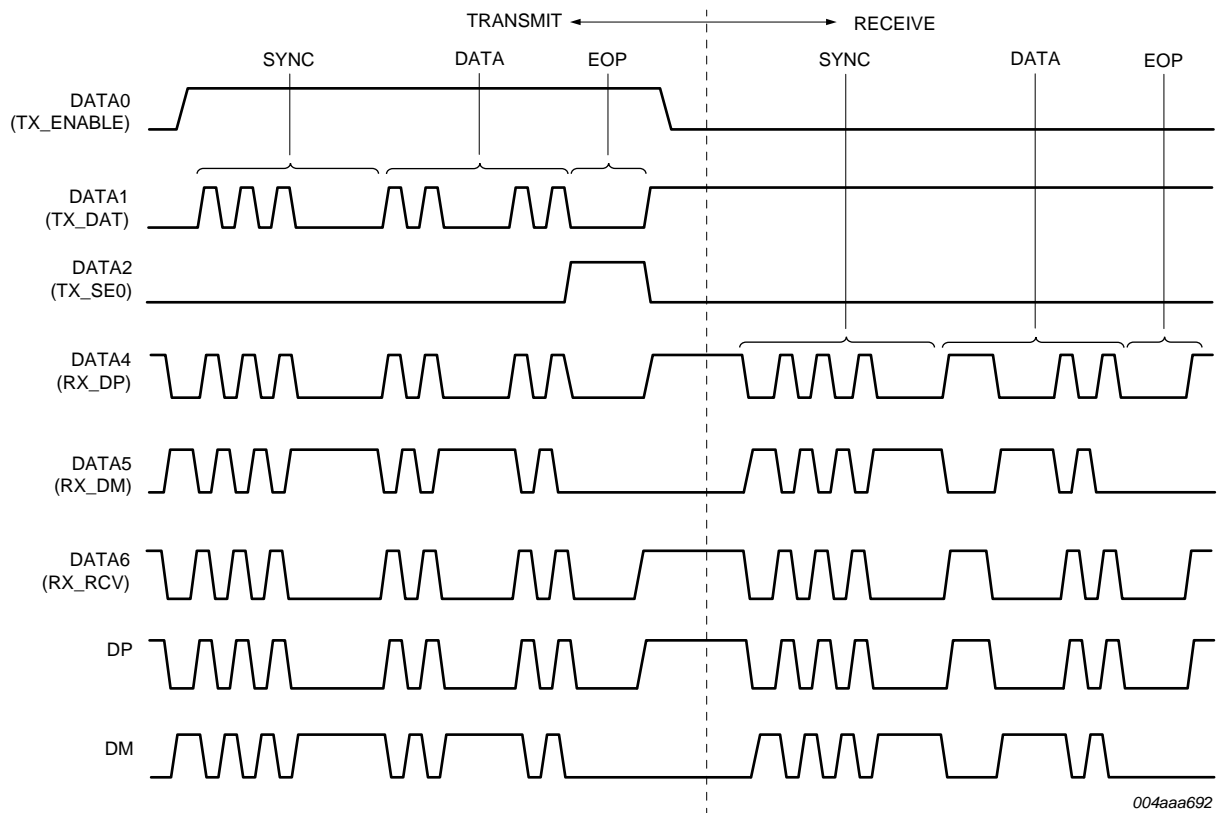 TRANSMIT
RECEIVE
SYNC
DATA
EOP
SYNC
DATA
EOP
DATA0
(TX_ENABLE)
DATA1
(TX_DAT)
DATA2
(TX_SE0)
DATA4
(RX_DP)
DATA5
(RX_DM)
DATA6
(RX_RCV)
DP
DM
004aaa692